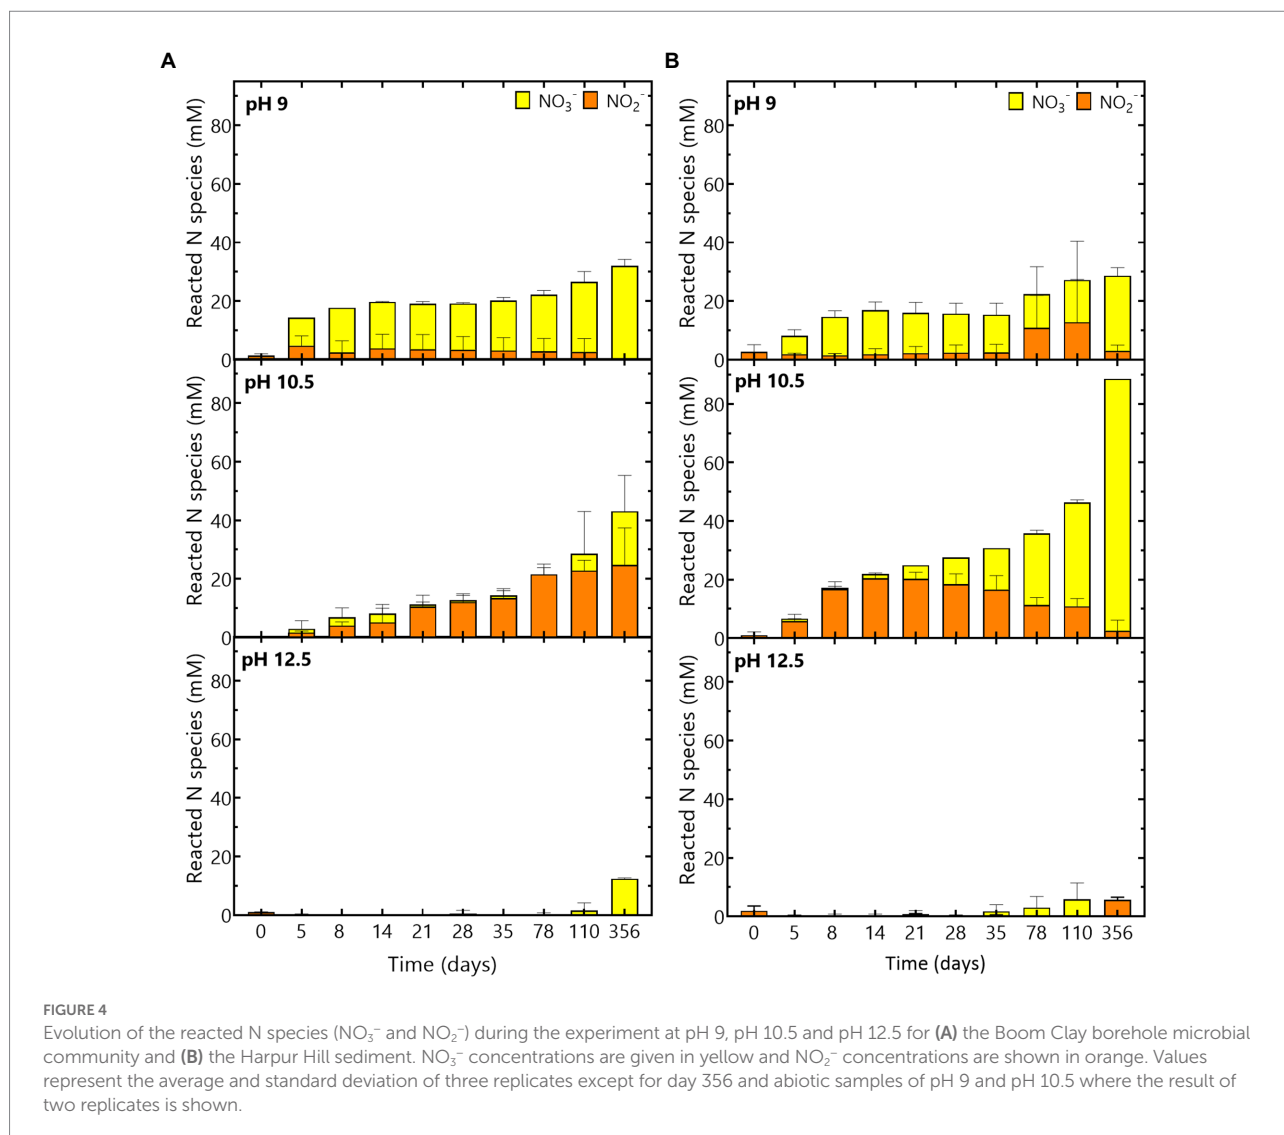 A
B
pH 9
NO₃⁻ NO₂⁻
Reacted N species (mM)
80
60
40
20
0
pH 9
NO₃⁻ NO₂⁻
Reacted N species (mM)
80
60
40
20
0
pH 10.5
Reacted N species (mM)
80
60
40
20
0
pH 10.5
Reacted N species (mM)
80
60
40
20
0
pH 12.5
Reacted N species (mM)
80
60
40
20
0
pH 12.5
Reacted N species (mM)
80
60
40
20
0
0 5 8 14 21 28 35 78 110 356
Time (days)
0 5 8 14 21 28 35 78 110 356
Time (days)
FIGURE 4
Evolution of the reacted N species (NO₃⁻ and NO₂⁻) during the experiment at pH 9, pH 10.5 and pH 12.5 for (A) the Boom Clay borehole microbial
community and (B) the Harpur Hill sediment. NO₃⁻ concentrations are given in yellow and NO₂⁻ concentrations are shown in orange. Values
represent the average and standard deviation of three replicates except for day 356 and abiotic samples of pH 9 and pH 10.5 where the result of
two replicates is shown.